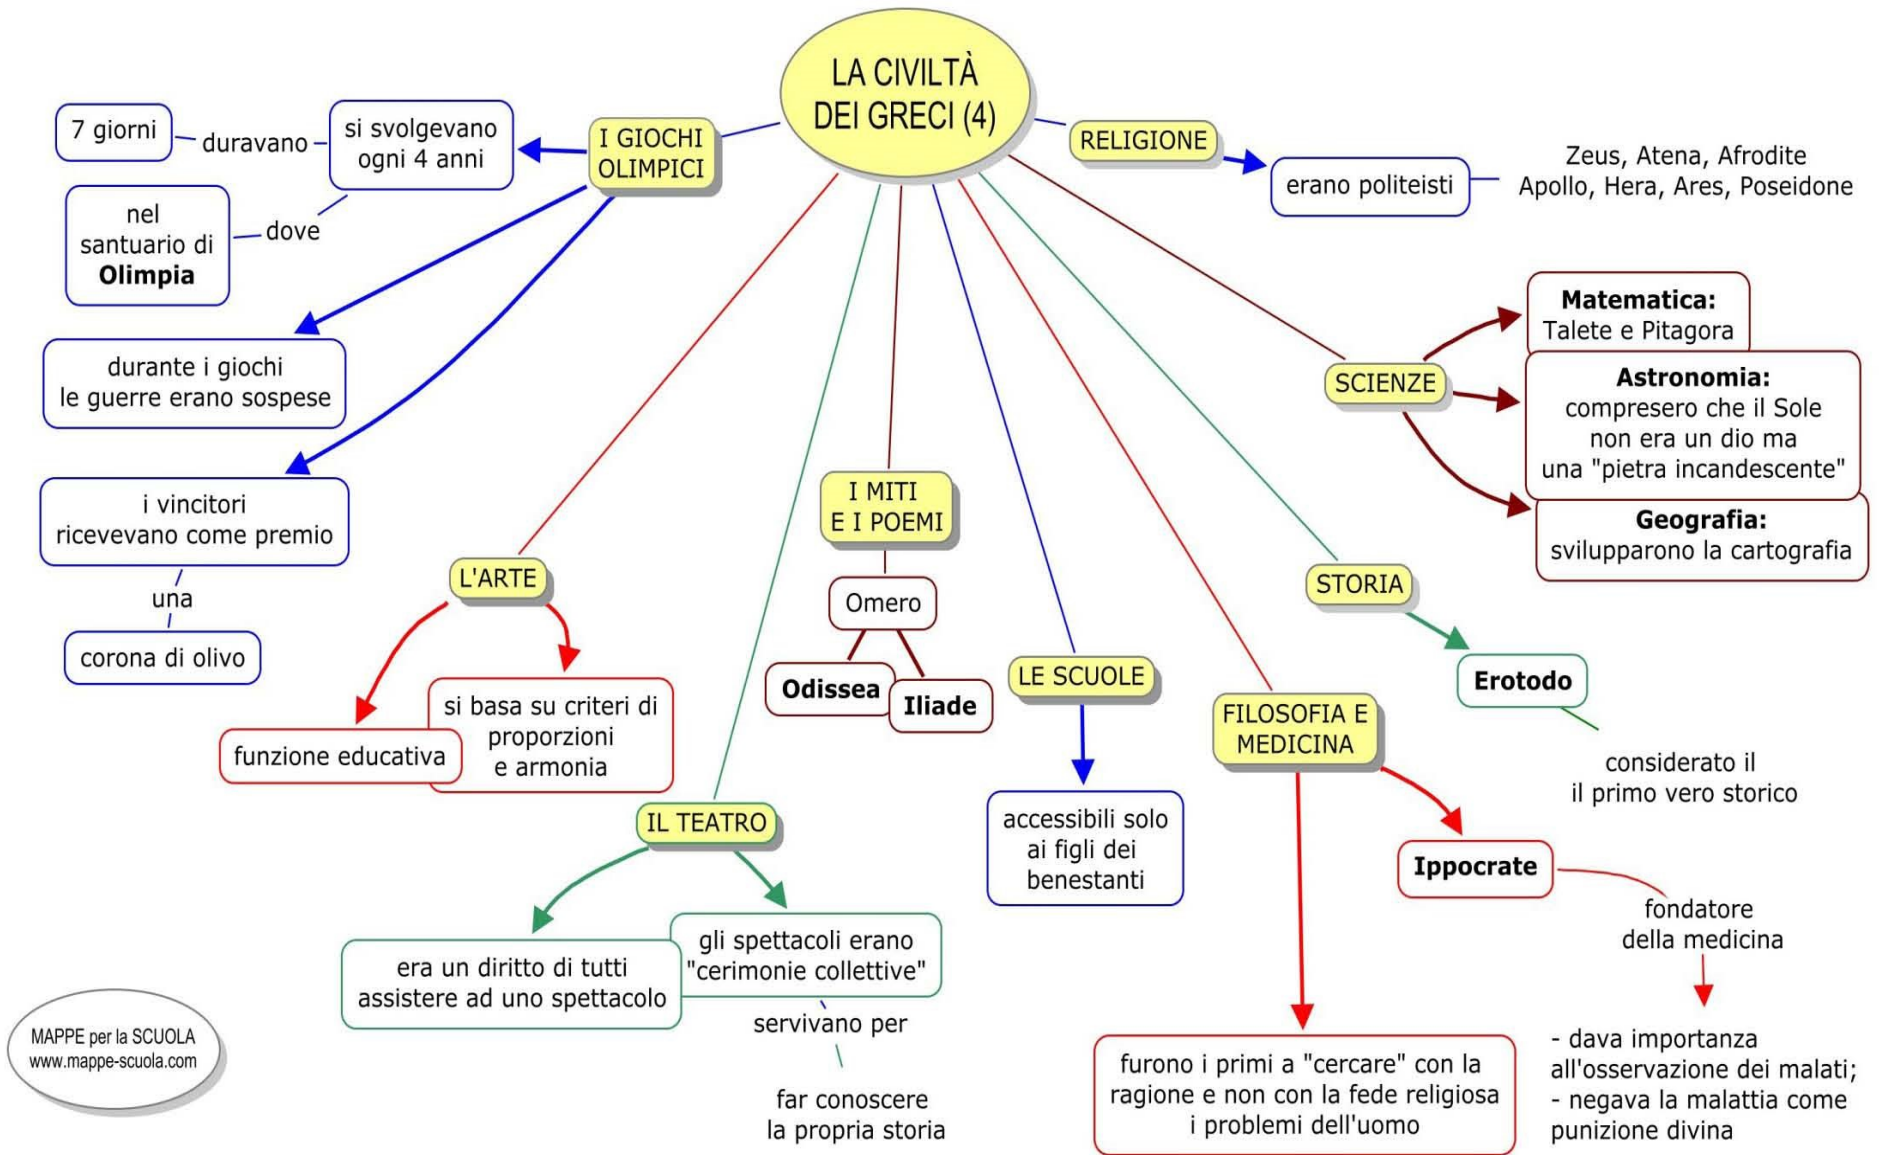 LA CIVILTÀ
DEI GRECI (4)
I GIOCHI
OLIMPICI
si svolgevano
ogni 4 anni
duravano
7 giorni
dove
nel
santuario di
Olimpia
durante i giochi
le guerre erano sospese
i vincitori
ricevevano come premio
una
corona di olivo
L'ARTE
funzione educativa
si basa su criteri di
proporzioni
e armonia
IL TEATRO
era un diritto di tutti
assistere ad uno spettacolo
gli spettacoli erano
"cerimonie collettive"
servivano per
far conoscere
la propria storia
I MITI
E I POEMI
Omero
Odissea
Iliade
LE SCUOLE
accessibili solo
ai figli dei
benestanti
FILOSOFIA E
MEDICINA
furono i primi a "cercare" con la
ragione e non con la fede religiosa
i problemi dell'uomo
Ippocrate
fondatore
della medicina
- dava importanza
all'osservazione dei malati;
- negava la malattia come
punizione divina
STORIA
Erotodo
considerato il
il primo vero storico
SCIENZE
Matematica:
Talete e Pitagora
Astronomia:
compresero che il Sole
non era un dio ma
una "pietra incandescente"
Geografia:
svilupparono la cartografia
RELIGIONE
erano politeisti
Zeus, Atena, Afrodite
Apollo, Hera, Ares, Poseidone
MAPPE per la SCUOLA
www.mappe-scuola.com